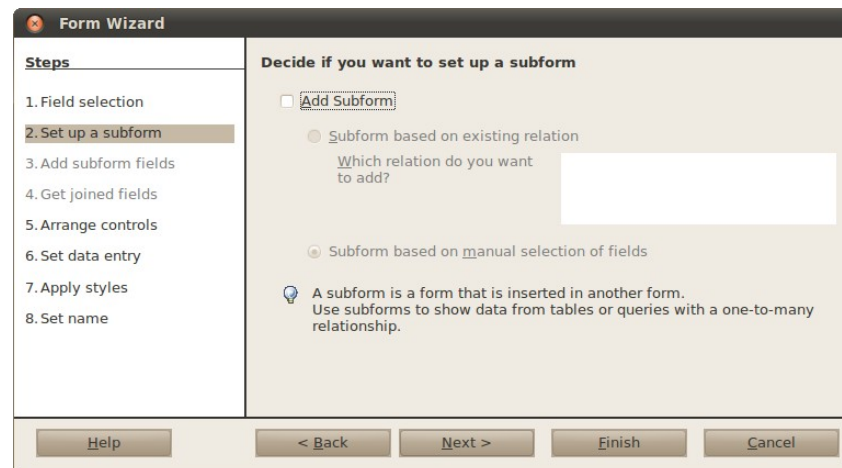 Form Wizard
Steps
1. Field selection
2. Set up a subform
3. Add subform fields
4. Get joined fields
5. Arrange controls
6. Set data entry
7. Apply styles
8. Set name
Decide if you want to set up a subform
Add Subform
Subform based on existing relation
Which relation do you want
to add?
Subform based on manual selection of fields
A subform is a form that is inserted in another form.
Use subforms to show data from tables or queries with a one-to-many
relationship.
Help
< Back
Next >
Finish
Cancel